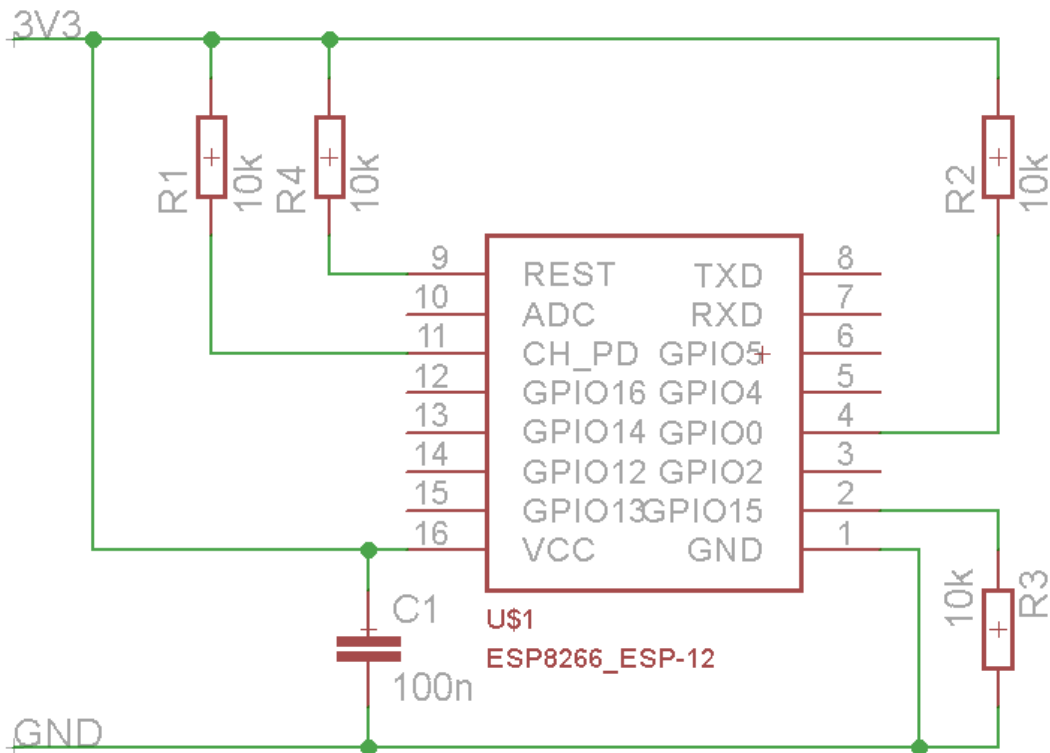 3V3
R1
10k
R4
10k
R2
10k
9
REST
TXD
8
10
ADC
RXD
7
11
CH_PD
GPIO5
6
12
GPIO16
GPIO4
5
13
GPIO14
GPIO0
4
14
GPIO12
GPIO2
3
15
GPIO13
GPIO15
2
16
VCC
GND
1
C1
100n
U$1
ESP8266_ESP-12
10k
R3
GND